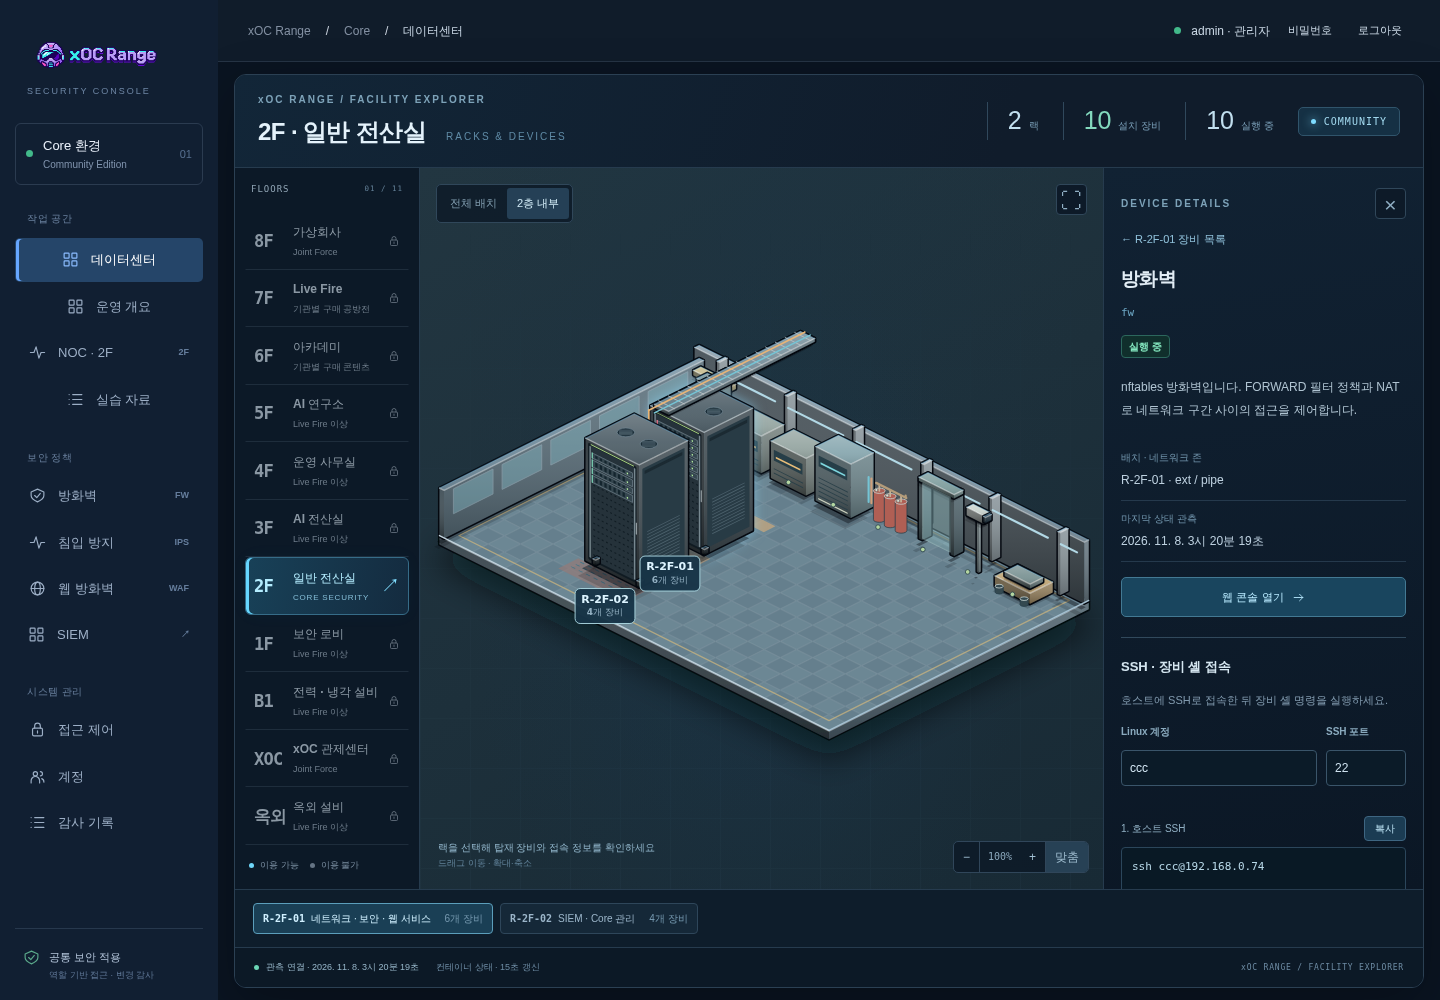 xOC Range
SECURITY CONSOLE
Core 환경
Community Edition
01
작업 공간
데이터센터
운영 개요
NOC · 2F
2F
실습 자료
보안 정책
방화벽
FW
침입 방지
IPS
웹 방화벽
WAF
SIEM
↗
시스템 관리
접근 제어
계정
감사 기록
공통 보안 적용
역할 기반 접근 · 변경 감사
xOC Range / Core / 데이터센터
admin · 관리자
비밀번호
로그아웃
xOC RANGE / FACILITY EXPLORER
2F · 일반 전산실
RACKS & DEVICES
2 랙
10 설치 장비
10 실행 중
COMMUNITY
FLOORS
01 / 11
8F 가상회사
Joint Force
7F Live Fire
기관별 구매 공방전
6F 아카데미
기관별 구매 콘텐츠
5F AI 연구소
Live Fire 이상
4F 운영 사무실
Live Fire 이상
3F AI 전산실
Live Fire 이상
2F 일반 전산실 ↗
CORE SECURITY
1F 보안 로비
Live Fire 이상
B1 전력 · 냉각 설비
Live Fire 이상
XOC xOC 관제센터
Joint Force
옥외 옥외 설비
Live Fire 이상
이용 가능 이용 불가
전체 배치 2층 내부
R-2F-01
6개 장비
R-2F-02
4개 장비
랙을 선택해 탑재 장비와 접속 정보를 확인하세요
드래그 이동 · 확대·축소
− 100% + 맞춤
DEVICE DETAILS
×
← R-2F-01 장비 목록
방화벽
fw
실행 중
nftables 방화벽입니다. FORWARD 필터 정책과 NAT
로 네트워크 구간 사이의 접근을 제어합니다.
배치 · 네트워크 존
R-2F-01 · ext / pipe
마지막 상태 관측
2026. 11. 8. 3시 20분 19초
웹 콘솔 열기 →
SSH · 장비 셸 접속
호스트에 SSH로 접속한 뒤 장비 셸 명령을 실행하세요.
Linux 계정
SSH 포트
ccc
22
1. 호스트 SSH
복사
ssh ccc@192.168.0.74
R-2F-01 네트워크 · 보안 · 웹 서비스 6개 장비
R-2F-02 SIEM · Core 관리 4개 장비
관측 연결 · 2026. 11. 8. 3시 20분 19초
컨테이너 상태 · 15초 갱신
xOC RANGE / FACILITY EXPLORER